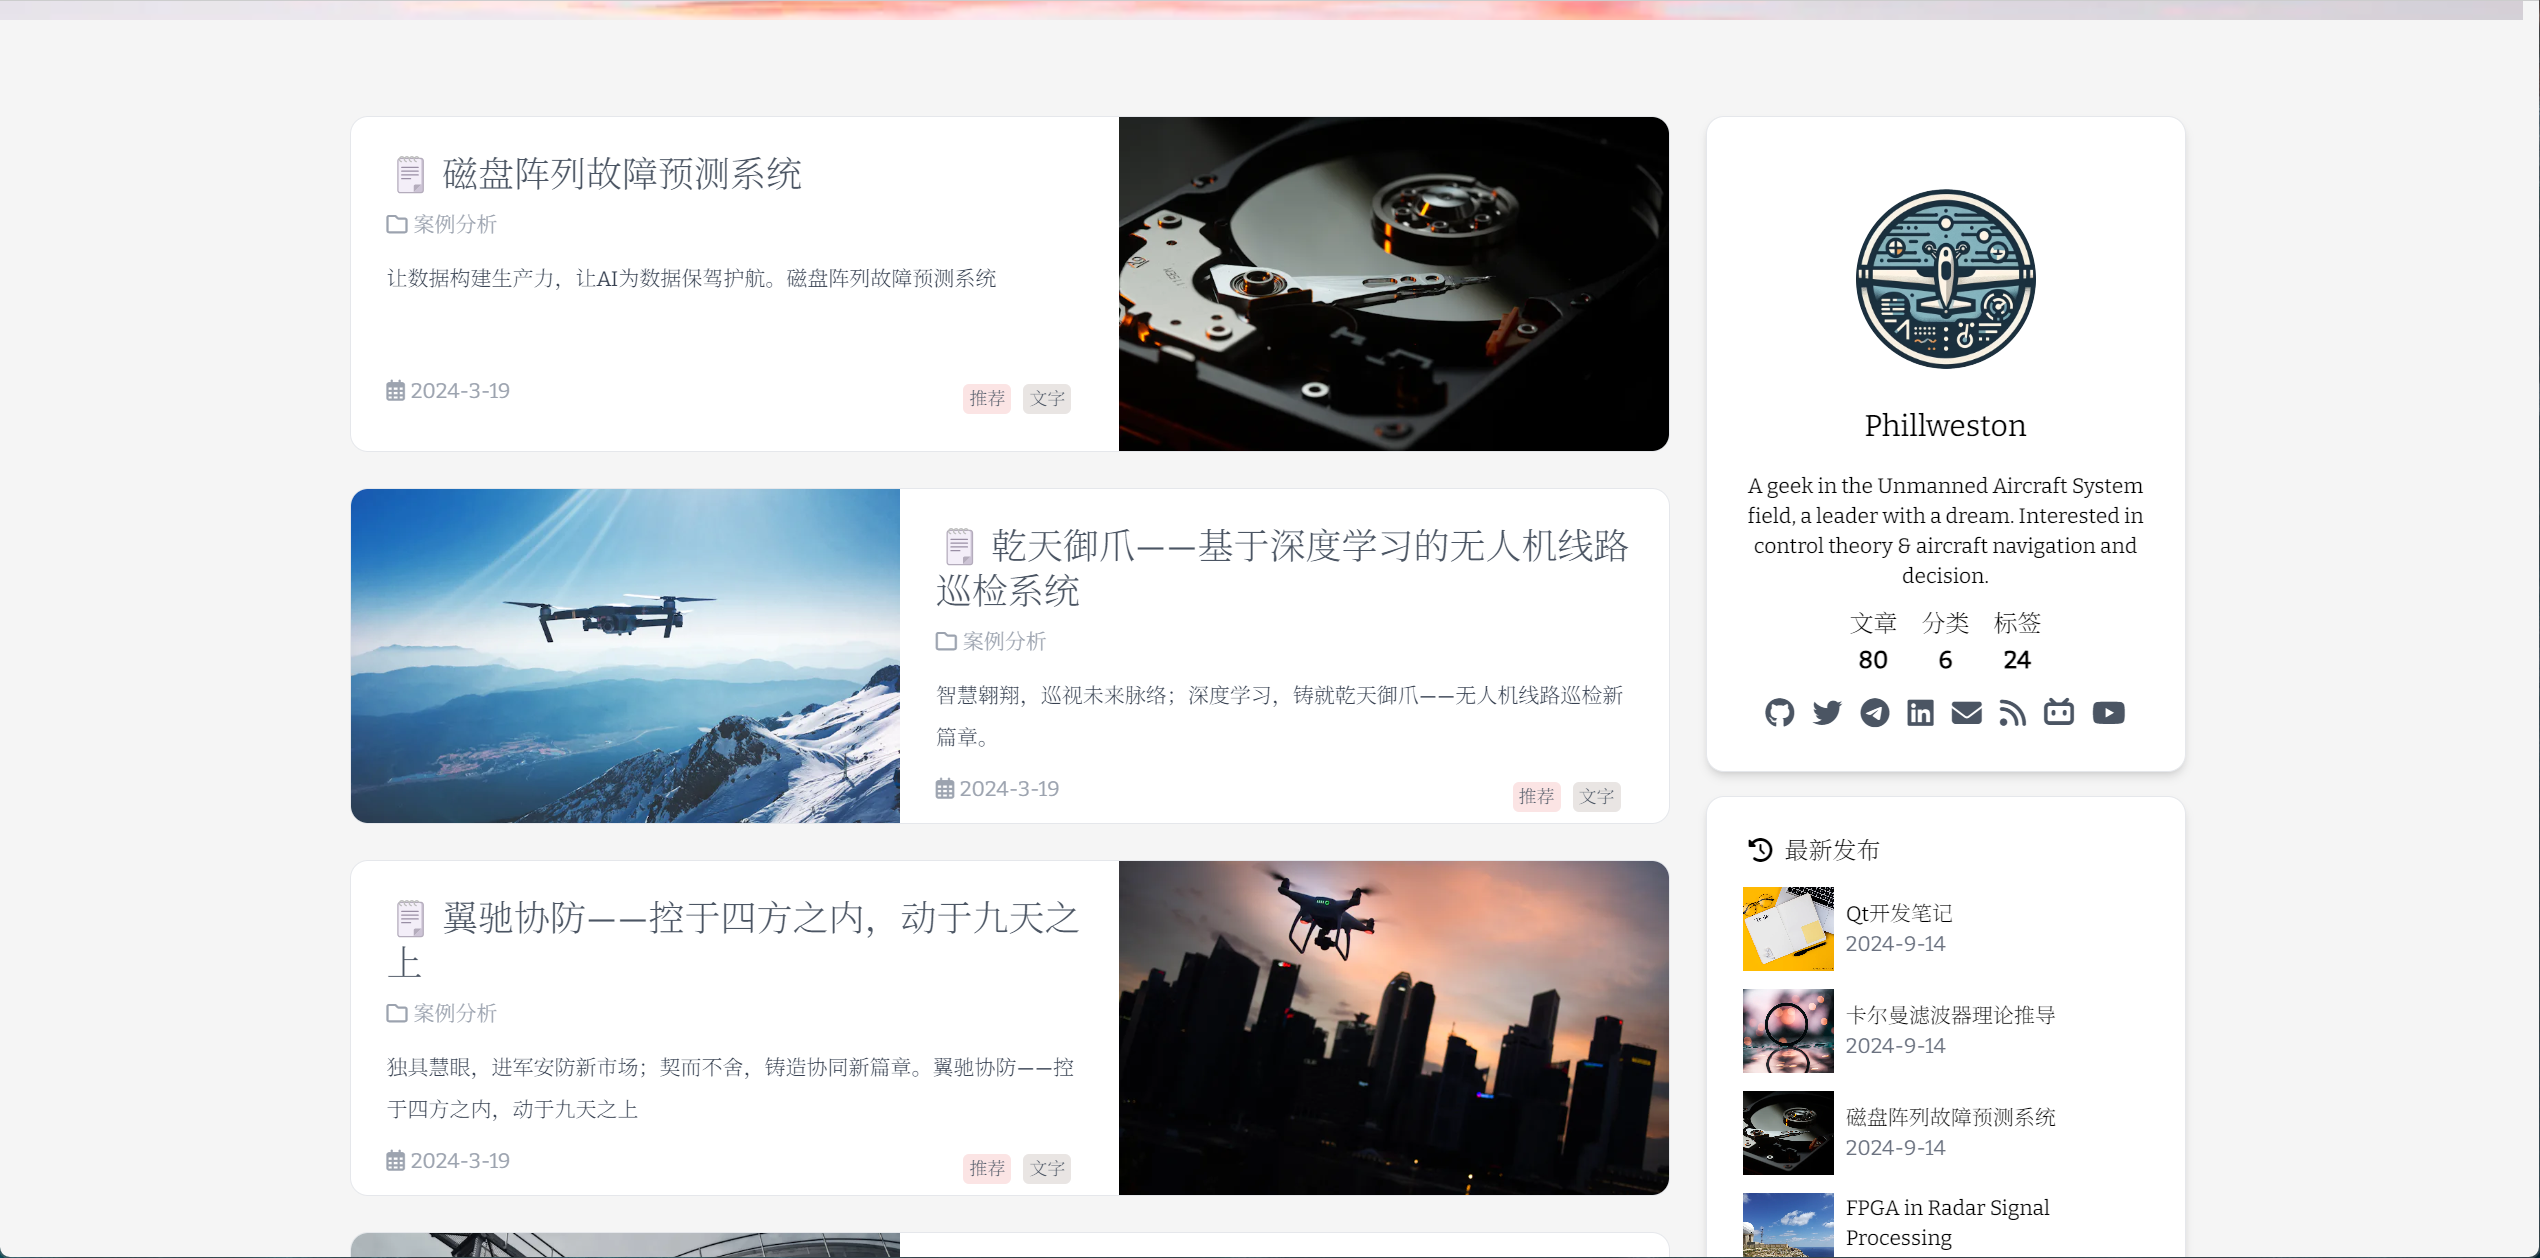 磁盘阵列故障预测系统
案例分析
让数据构建生产力，让AI为数据保驾护航。磁盘阵列故障预测系统
2024-3-19
推荐 文字
乾天御爪——基于深度学习的无人机线路
巡检系统
案例分析
智慧翱翔，巡视未来脉络；深度学习，铸就乾天御爪——无人机线路巡检新
篇章。
2024-3-19
推荐 文字
翼驰协防——控于四方之内，动于九天之
上
案例分析
独具慧眼，进军安防新市场；契而不舍，铸造协同新篇章。翼驰协防——控
于四方之内，动于九天之上
2024-3-19
推荐 文字
Phillweston
A geek in the Unmanned Aircraft System
field, a leader with a dream. Interested in
control theory & aircraft navigation and
decision.
文章 分类 标签
80 6 24
最新发布
Qt开发笔记
2024-9-14
卡尔曼滤波器理论推导
2024-9-14
磁盘阵列故障预测系统
2024-9-14
FPGA in Radar Signal
Processing